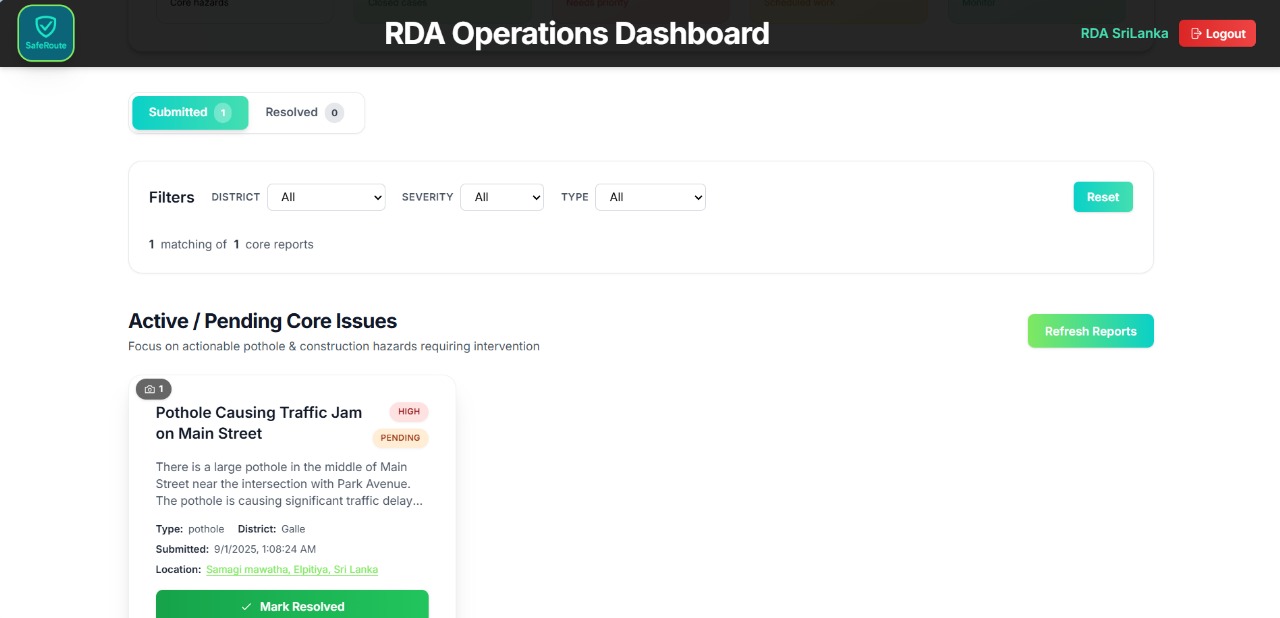 Core hazards
Closed cases
Needs priority
Scheduled work
Monitor
SafeRoute
RDA Operations Dashboard
RDA SriLanka
Logout
Submitted 1
Resolved 0
Filters DISTRICT All SEVERITY All TYPE All Reset
1 matching of 1 core reports
Active / Pending Core Issues
Refresh Reports
Focus on actionable pothole & construction hazards requiring intervention
1
Pothole Causing Traffic Jam
on Main Street
HIGH
PENDING
There is a large pothole in the middle of Main
Street near the intersection with Park Avenue.
The pothole is causing significant traffic delay...
Type: pothole District: Galle
Submitted: 9/1/2025, 1:08:24 AM
Location: Samagi mawatha, Elpitiya, Sri Lanka
Mark Resolved